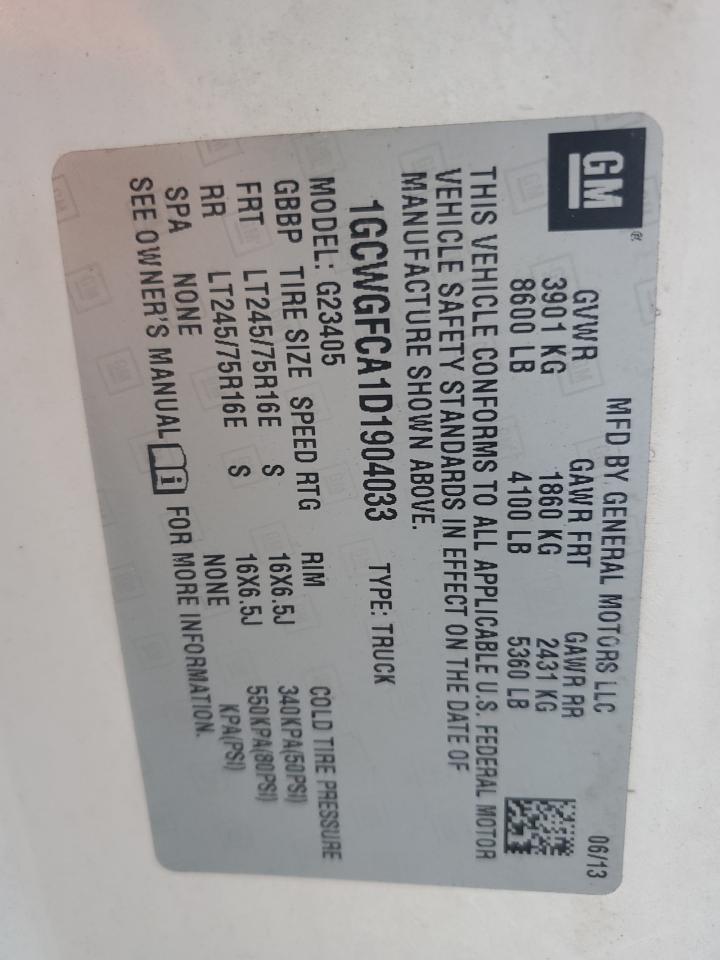 GM®
MFD BY GENERAL MOTORS LLC 06/13
GVWR GAWR FRT GAWR RR
3901 KG 1860 KG 2431 KG
8600 LB 4100 LB 5360 LB
THIS VEHICLE CONFORMS TO ALL APPLICABLE U.S. FEDERAL MOTOR
VEHICLE SAFETY STANDARDS IN EFFECT ON THE DATE OF
MANUFACTURE SHOWN ABOVE.
1GCWGFCA1D1904033 TYPE: TRUCK
MODEL: G23405
GBBP TIRE SIZE SPEED RTG RIM COLD TIRE PRESSURE
FRT LT245/75R16E S 16X6.5J 340KPA(50PSI)
RR LT245/75R16E S 16X6.5J 550KPA(80PSI)
SPA NONE NONE KPA(PSI)
SEE OWNER'S MANUAL i FOR MORE INFORMATION.